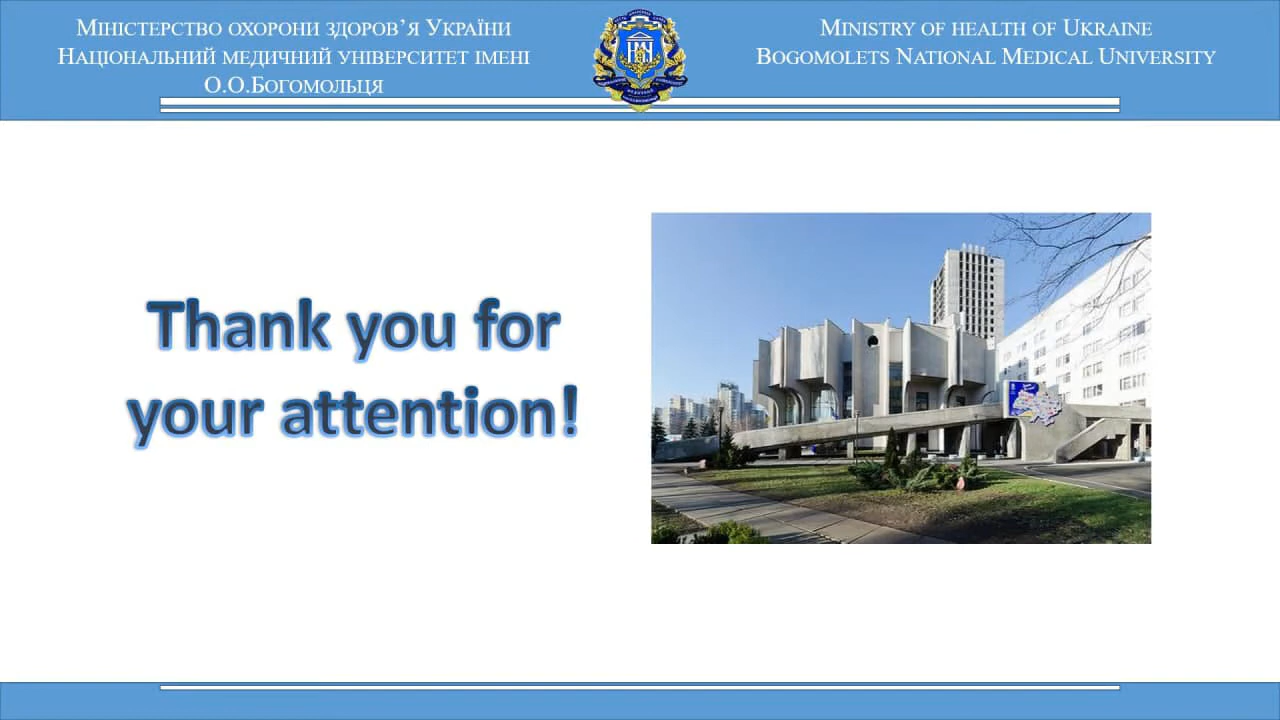 Міністерство охорони здоров’я України
Національний медичний університет імені
О.О.Богомольця
Ministry of health of Ukraine
Bogomolets National Medical University
Thank you for
your attention!